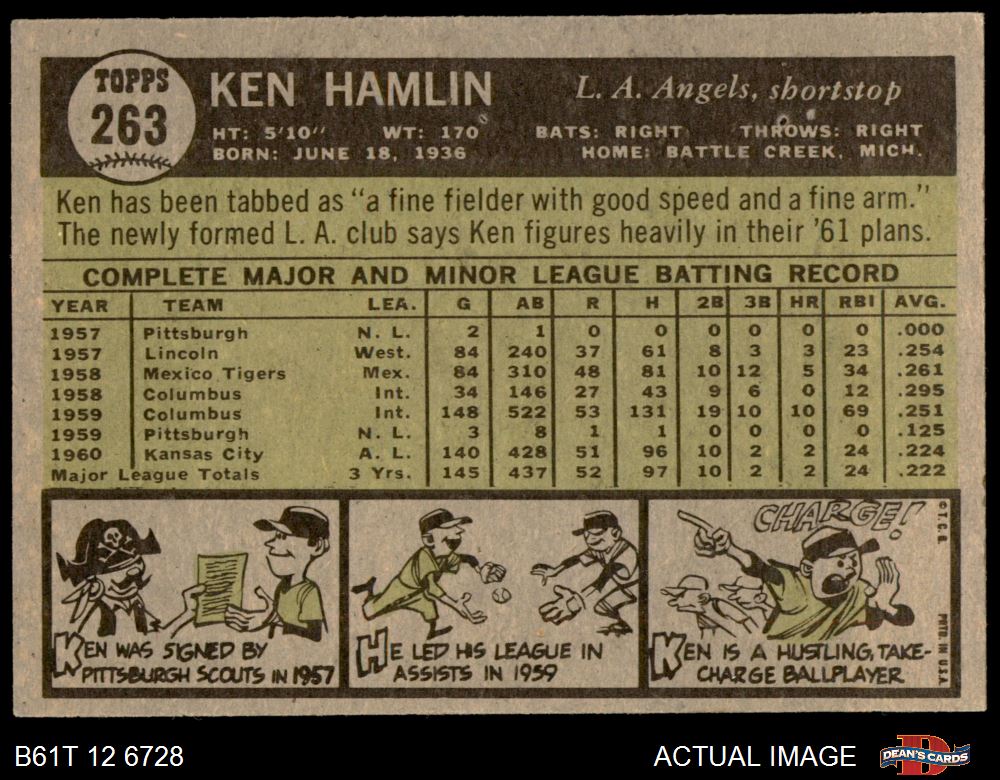 TOPPS
263
KEN HAMLIN L. A. Angels, shortstop
HT: 5'10" WT: 170 BATS: RIGHT THROWS: RIGHT
BORN: JUNE 18, 1936 HOME: BATTLE CREEK, MICH.
Ken has been tabbed as "a fine fielder with good speed and a fine arm."
The newly formed L. A. club says Ken figures heavily in their '61 plans.
COMPLETE MAJOR AND MINOR LEAGUE BATTING RECORD
YEAR TEAM LEA. G AB R H 2B 3B HR RBI AVG.
1957 Pittsburgh N. L. 2 1 0 0 0 0 0 0 .000
1957 Lincoln West. 84 240 37 61 8 3 3 23 .254
1958 Mexico Tigers Mex. 84 310 48 81 10 12 5 34 .261
1958 Columbus Int. 34 146 27 43 9 6 0 12 .295
1959 Columbus Int. 148 522 53 131 19 10 10 69 .251
1959 Pittsburgh N. L. 3 8 1 1 0 0 0 0 .125
1960 Kansas City A. L. 140 428 51 96 10 2 2 24 .224
Major League Totals 3 Yrs. 145 437 52 97 10 2 2 24 .222
KEN WAS SIGNED BY
PITTSBURGH SCOUTS IN 1957
HE LED HIS LEAGUE IN
ASSISTS IN 1959
CHARGE!
KEN IS A HUSTLING, TAKE-
CHARGE BALLPLAYER
© T. C. G.
PRTD. IN U.S.A.
B61T 12 6728 ACTUAL IMAGE DEAN'S CARDS